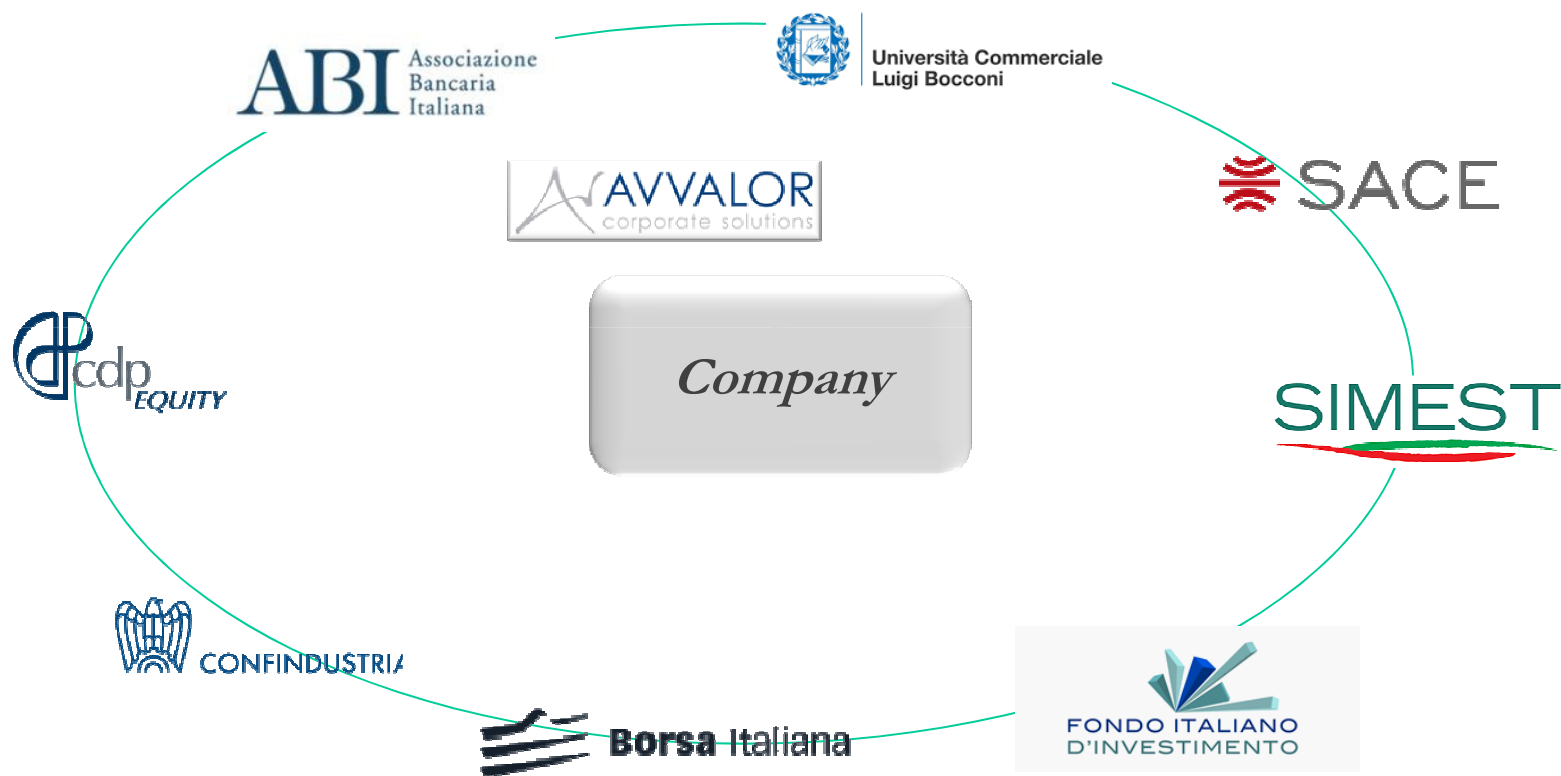 ABI Associazione
Bancaria
Italiana
Università Commerciale
Luigi Bocconi
AVVALOR
corporate solutions
SACE
Company
cdp
EQUITY
SIMEST
CONFINDUSTRIA
Borsa Italiana
FONDO ITALIANO
D'INVESTIMENTO